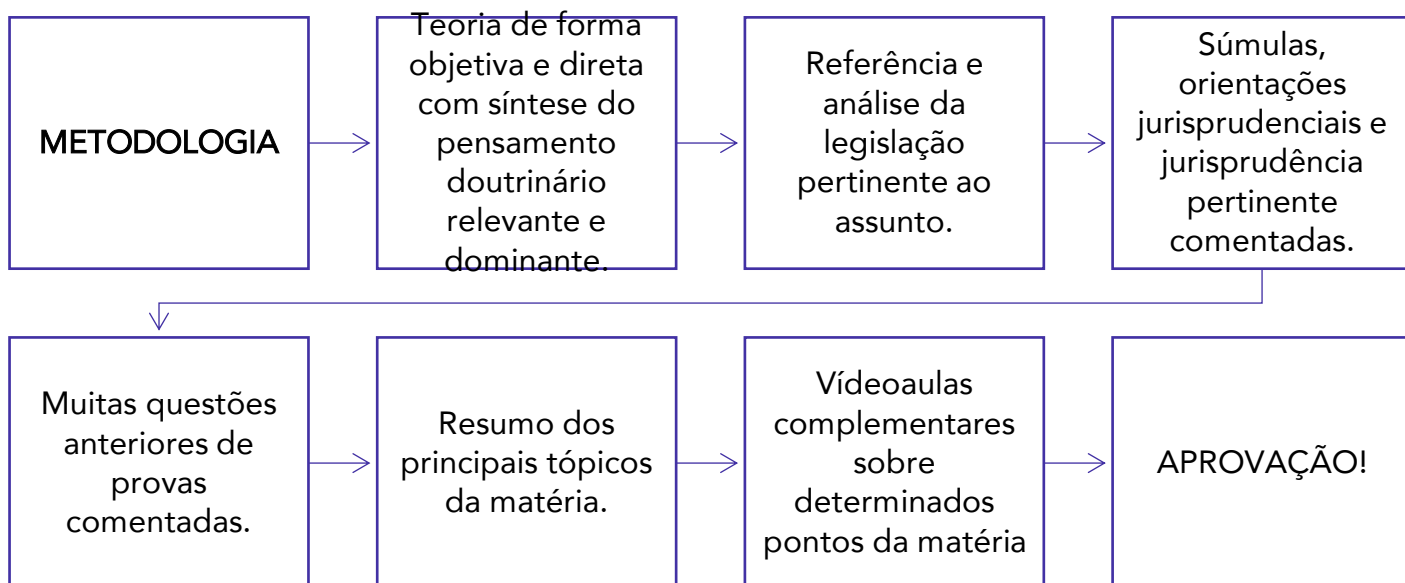 METODOLOGIA
Teoria de forma
objetiva e direta
com síntese do
pensamento
doutrinário
relevante e
dominante.
Referência e
análise da
legislação
pertinente ao
assunto.
Súmulas,
orientações
jurisprudenciais e
jurisprudência
pertinente
comentadas.
Muitas questões
anteriores de
provas
comentadas.
Resumo dos
principais tópicos
da matéria.
Vídeoaulas
complementares
sobre
determinados
pontos da matéria
APROVAÇÃO!